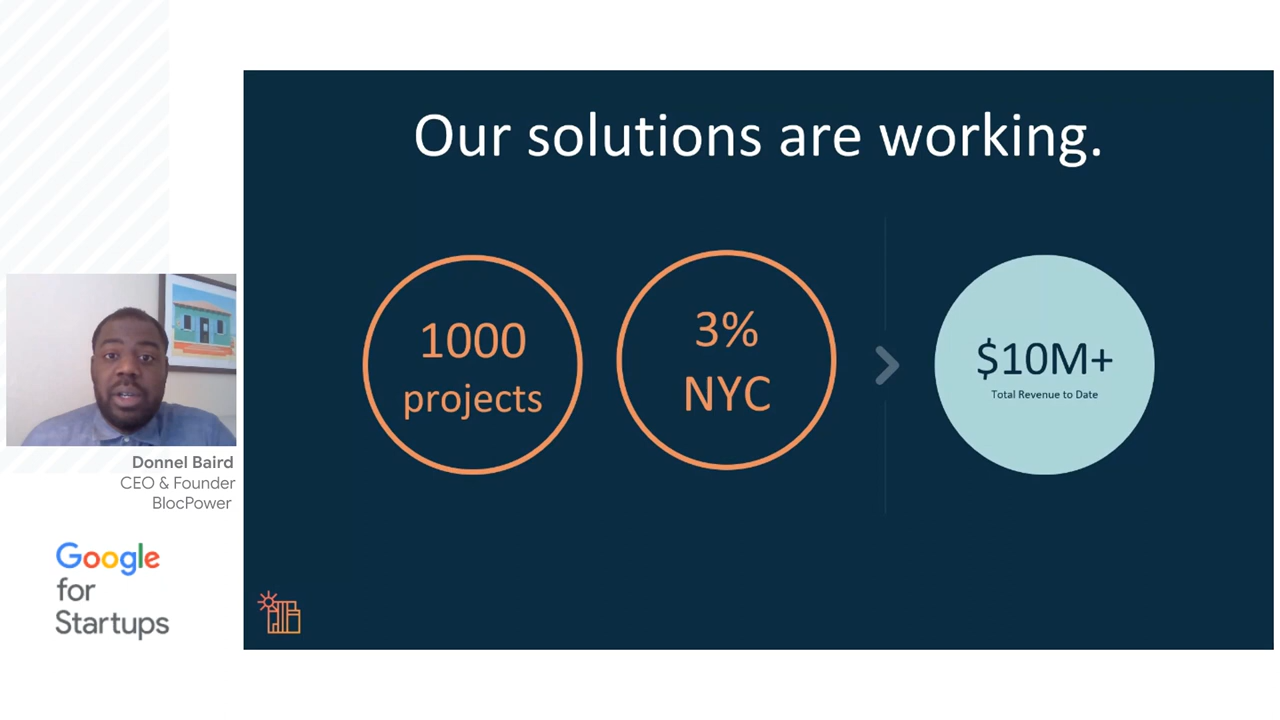 Our solutions are working.
1000
projects
3%
NYC
$10M+
Total Revenue to Date
Donnel Baird
CEO & Founder
BlocPower
Google
for
Startups